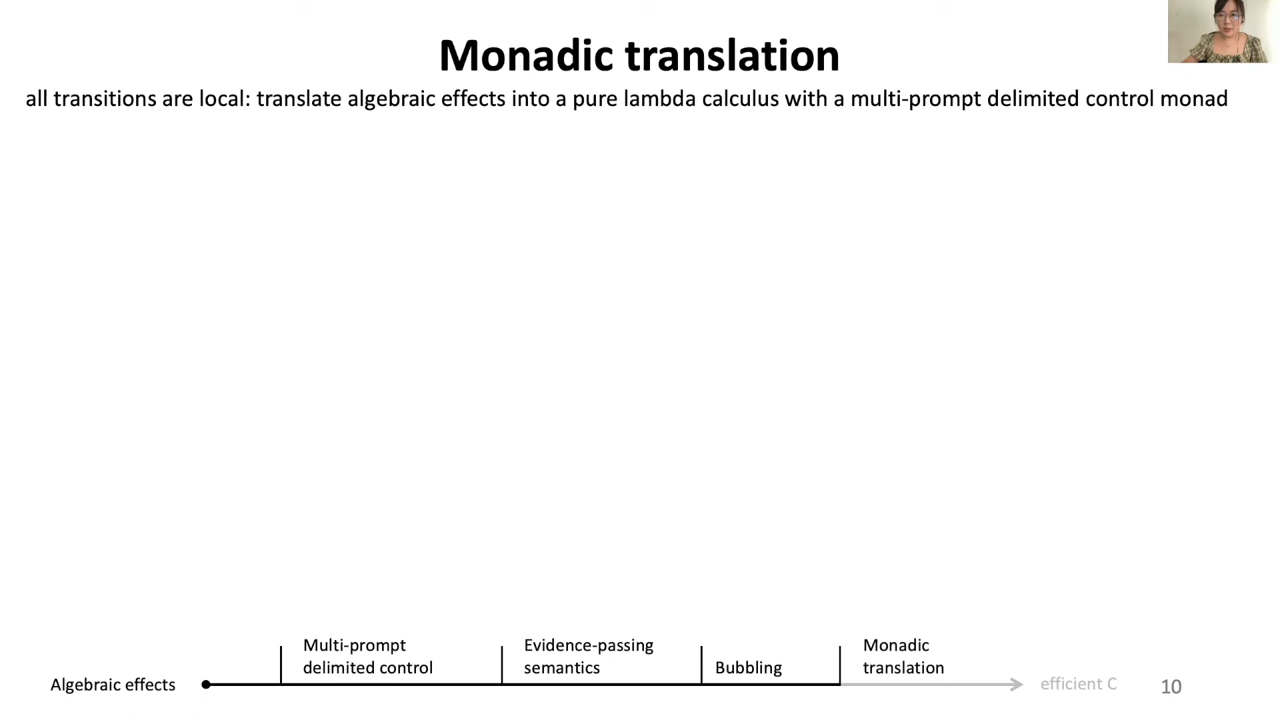 Monadic translation
all transitions are local: translate algebraic effects into a pure lambda calculus with a multi-prompt delimited control monad
Multi-prompt
delimited control
Evidence-passing
semantics
Bubbling
Monadic
translation
Algebraic effects
efficient C
10